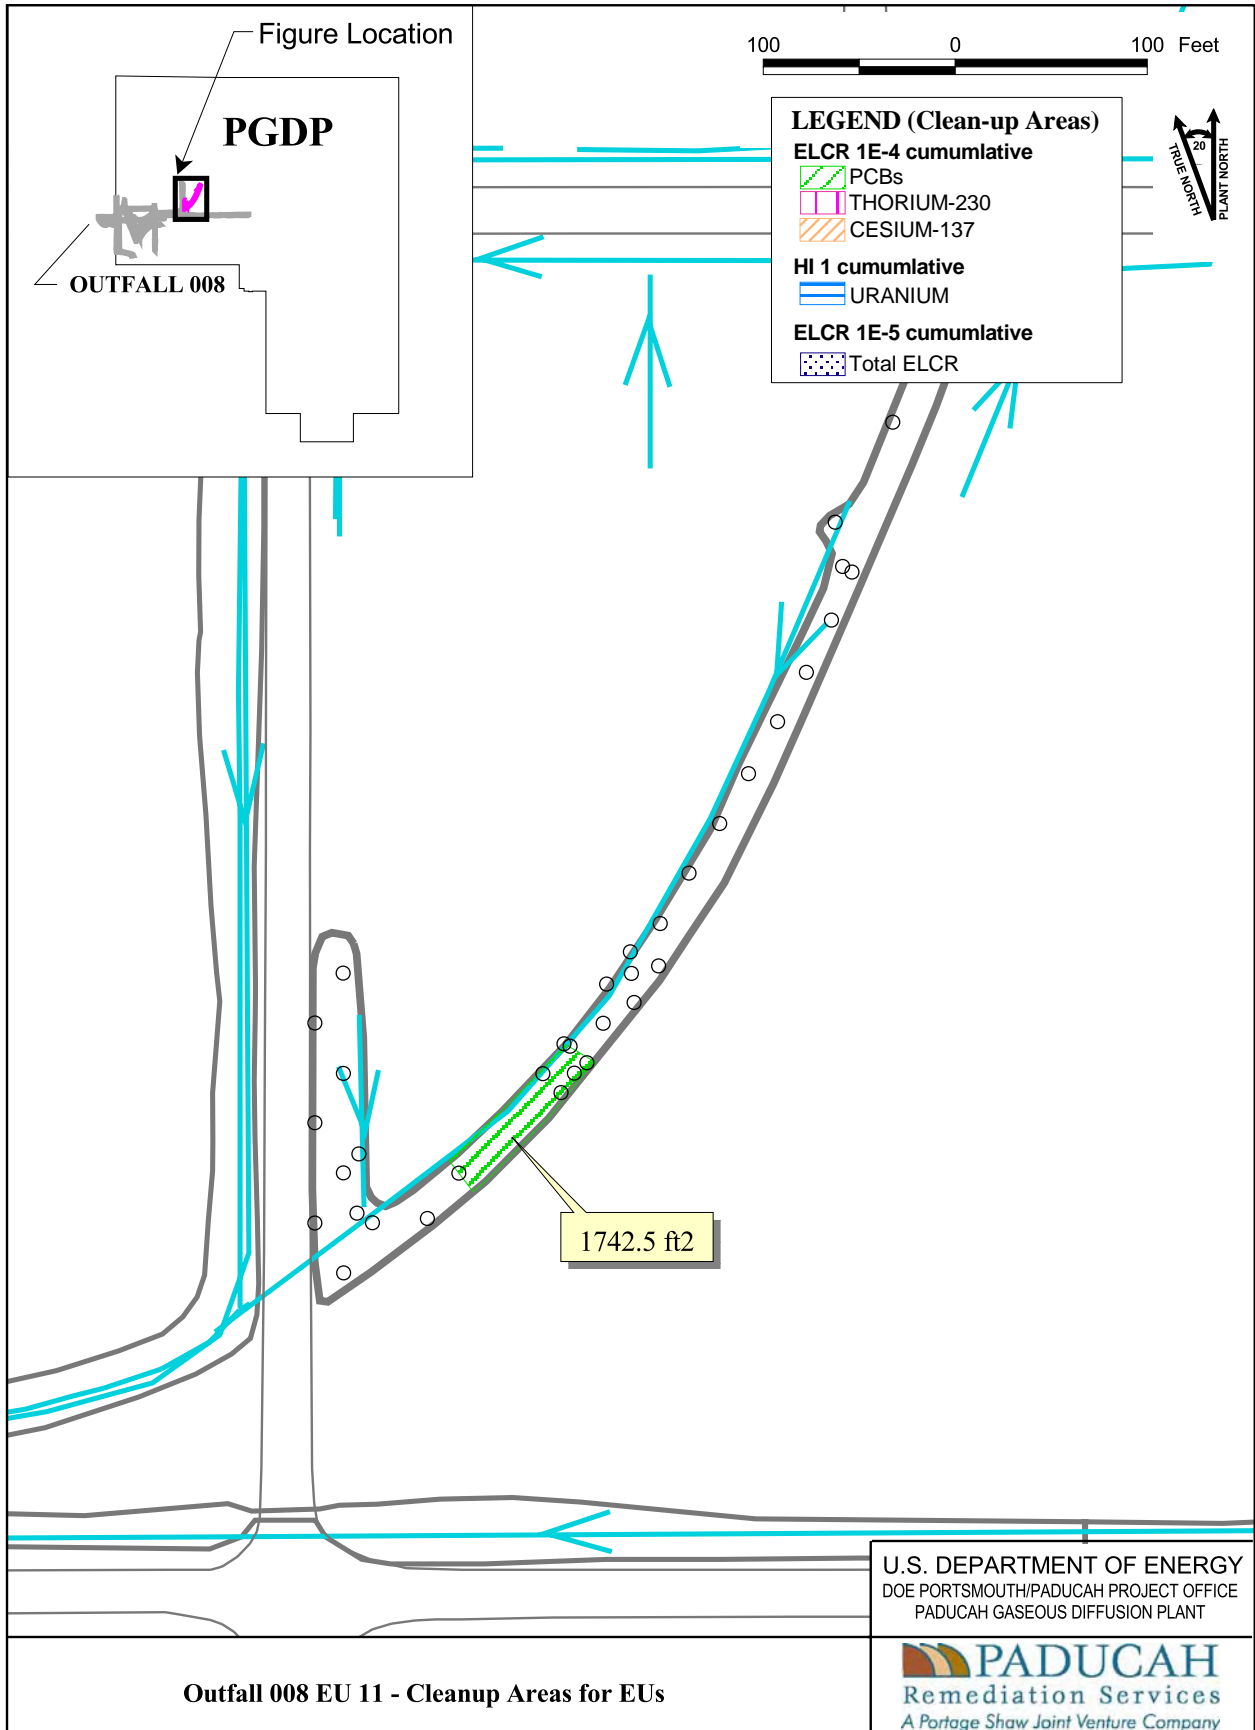 Figure Location
PGDP
OUTFALL 008
100 0 100 Feet
LEGEND (Clean-up Areas)
ELCR 1E-4 cumumlative
PCBs
THORIUM-230
CESIUM-137
HI 1 cumumlative
URANIUM
ELCR 1E-5 cumumlative
Total ELCR
20
TRUE NORTH
PLANT NORTH
1742.5 ft2
U.S. DEPARTMENT OF ENERGY
DOE PORTSMOUTH/PADUCAH PROJECT OFFICE
PADUCAH GASEOUS DIFFUSION PLANT
Outfall 008 EU 11 - Cleanup Areas for EUs
PADUCAH
Remediation Services
A Portage Shaw Joint Venture Company